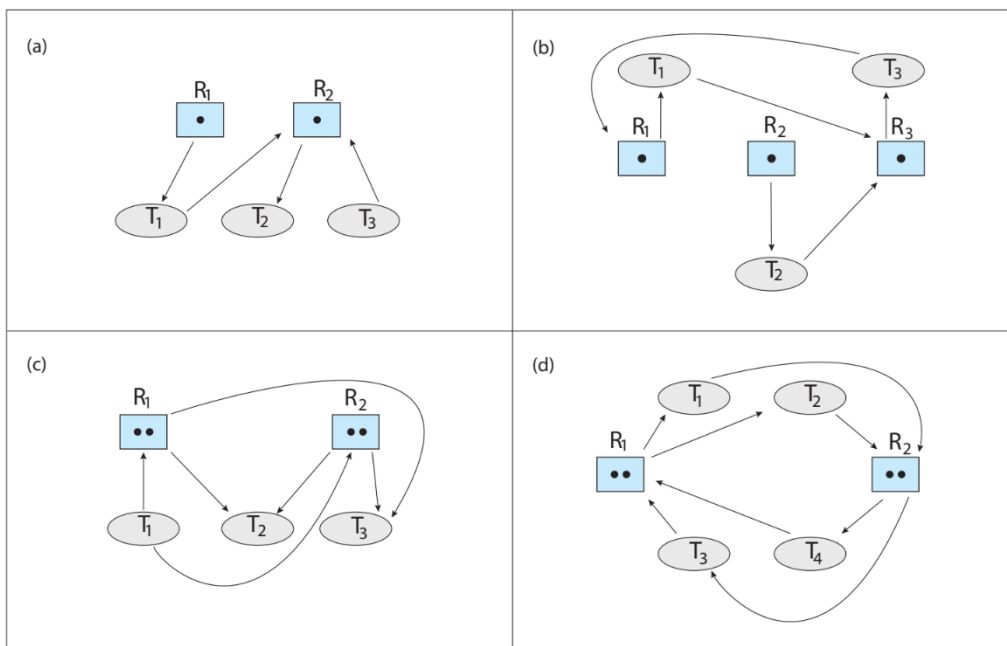 (a)
R₁ R₂
T₁ T₂ T₃
(b)
T₁ T₃
R₁ R₂ R₃
T₂
(c)
R₁ R₂
T₁ T₂ T₃
(d)
T₁ T₂
R₁ R₂
T₃ T₄